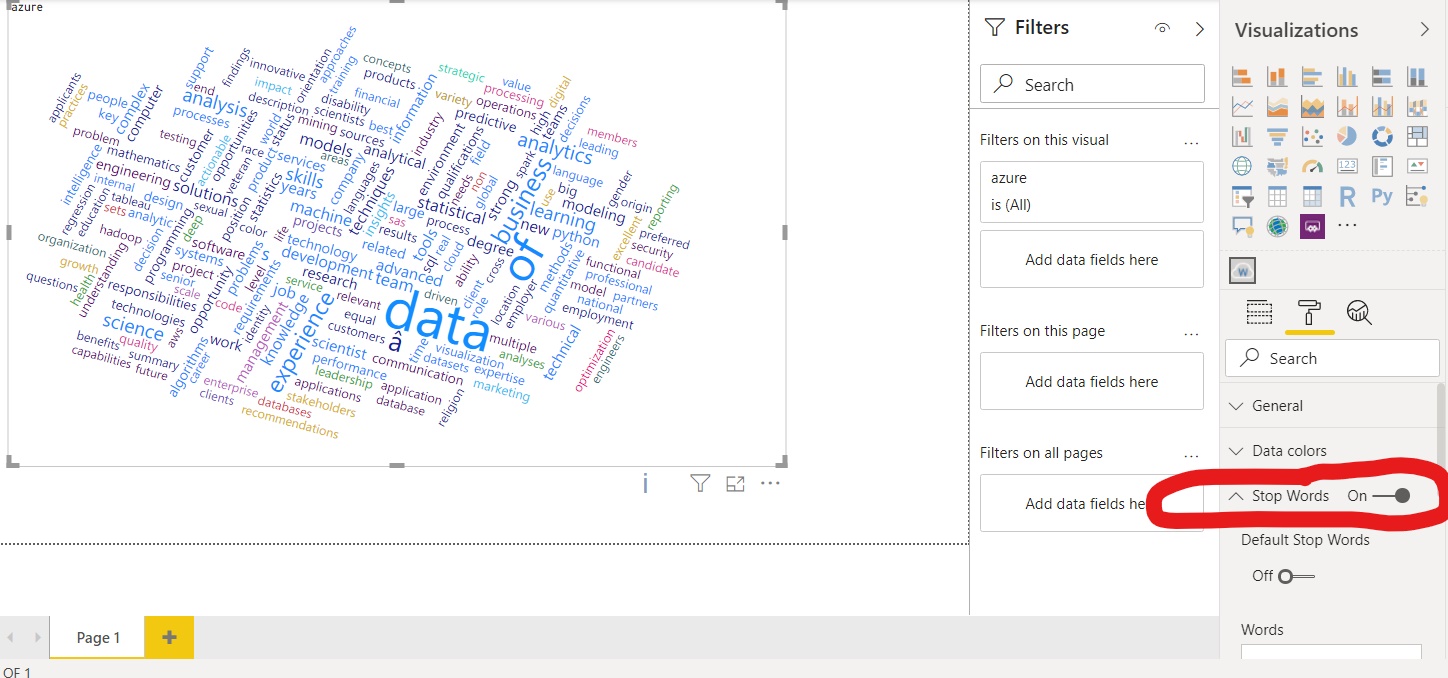 azure
approaches
orientation
training
concepts
products
strategic
value
processing
operations
digital
decisions
support
findings
innovative
impact
end
description
disability
financial
information
variety
predictive
high
teams
members
applicants
practices
people
key
complex
computer
analysis
processes
opportunities
world
status
mining
scientists
sources
best
industry
environment
qualifications
field
analytics
leading
problem
testing
customer
actionable
race
product
services
models
areas
analytical
needs
non
global
spark
language
intelligence
mathematics
engineering
internal
tableau
solutions
veteran
position
statistics
skills
years
company
languages
techniques
insights
large
statistical
strong
business
use
big
modeling
gender
origin
reporting
regression
education
sets
analytic
design
sexual
color
machine
projects
sas
results
process
tools
degree
new
learning
python
excellent
preferred
security
candidate
organization
hadoop
decision
deep
programming
software
life
technology
related
real
sql
cloud
ability
cross
of
methods
quantitative
functional
professional
growth
understanding
systems
project
problems
s
level
development
research
advanced
team
driven
client
role
location
employer
model
national
partners
employment
questions
health
senior
scale
responsibilities
technologies
opportunity
code
requirements
identity
job
service
relevant
equal
customers
data
â
time
various
multiple
technical
optimization
engineers
science
quality
aws
benefits
summary
capabilities
future
work
algorithms
career
management
knowledge
experience
scientist
performance
leadership
communication
visualization
datasets
expertise
analyses
marketing
enterprise
clients
databases
recommendations
stakeholders
applications
application
database
religion
Filters
Search
Filters on this visual ...
azure
is (All)
Add data fields here
Filters on this page ...
Add data fields here
Filters on all pages ...
Add data fields he
Visualizations
123
R
Py
...
W
Search
General
Data colors
Stop Words On
Default Stop Words
Off
Words
Page 1
OF 1